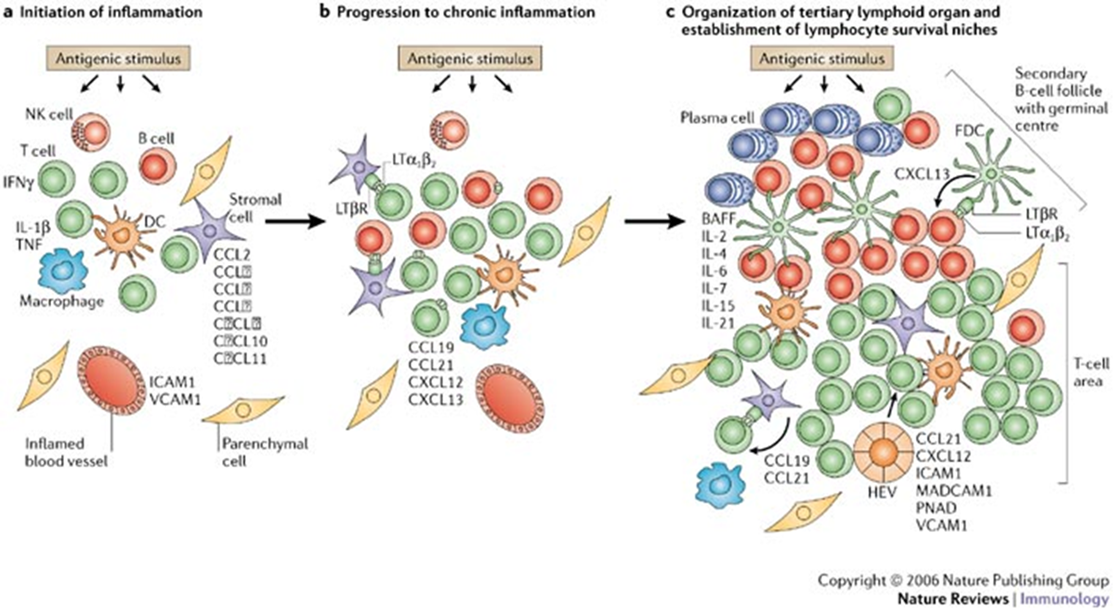 a Initiation of inflammation
Antigenic stimulus
NK cell
B cell
T cell
IFNγ
IL-1β
TNF
DC
Stromal
cell
Macrophage
CCL2
CCL
CCL
CCL
C CL
C CL10
C CL11
ICAM1
VCAM1
Inflamed
blood vessel
Parenchymal
cell
b Progression to chronic inflammation
Antigenic stimulus
LTα₁β₂
LTβR
CCL19
CCL21
CXCL12
CXCL13
c Organization of tertiary lymphoid organ and
establishment of lymphocyte survival niches
Antigenic stimulus
Secondary
B-cell follicle
with germinal
centre
Plasma cell
FDC
CXCL13
LTβR
LTα₁β₂
BAFF
IL-2
IL-4
IL-6
IL-7
IL-15
IL-21
T-cell
area
CCL19
CCL21
HEV
CCL21
CXCL12
ICAM1
MADCAM1
PNAD
VCAM1
Copyright © 2006 Nature Publishing Group
Nature Reviews | Immunology